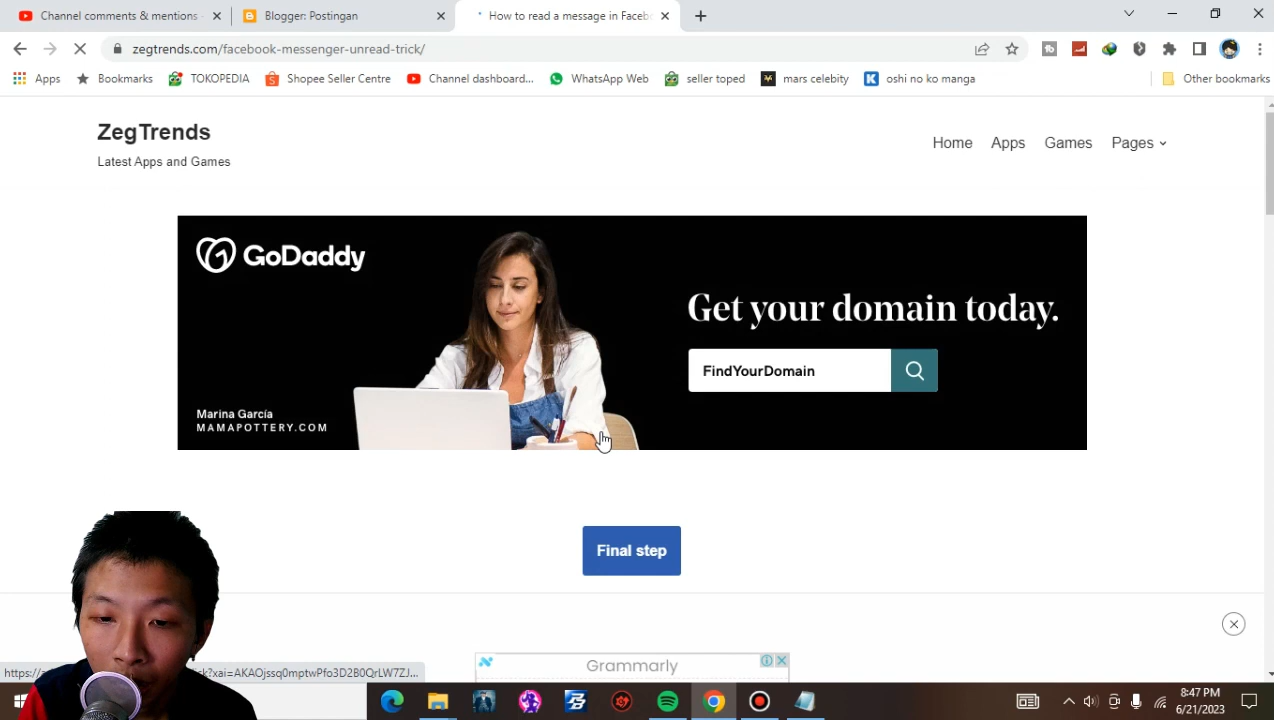 Channel comments & mentions -
Blogger: Postingan
How to read a message in Facebo
zegtrends.com/facebook-messenger-unread-trick/
Apps
Bookmarks
TOKOPEDIA
Shopee Seller Centre
Channel dashboard...
WhatsApp Web
seller toped
mars celebity
oshi no ko manga
Other bookmarks
ZegTrends
Latest Apps and Games
Home
Apps
Games
Pages
GoDaddy
Get your domain today.
FindYourDomain
Marina García
MAMAPOTTERY.COM
Final step
Grammarly
8:47 PM
6/21/2023